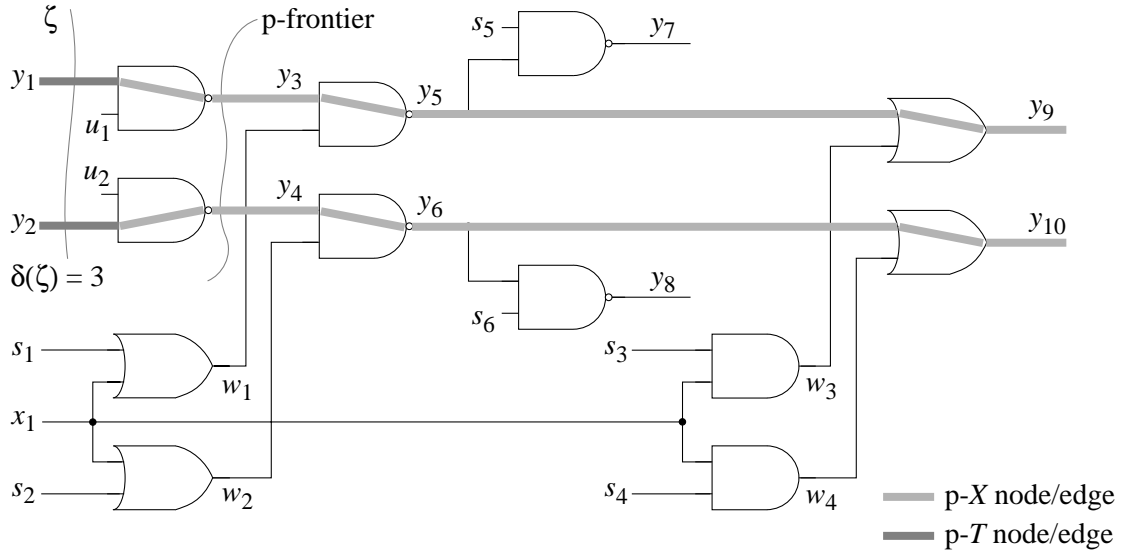 ζ
p-frontier
s5
y7
y1
y3
y5
y9
u1
u2
y4
y6
y10
y2
δ(ζ) = 3
y8
s6
s1
w1
s3
w3
x1
s2
w2
s4
w4
p-X node/edge
p-T node/edge